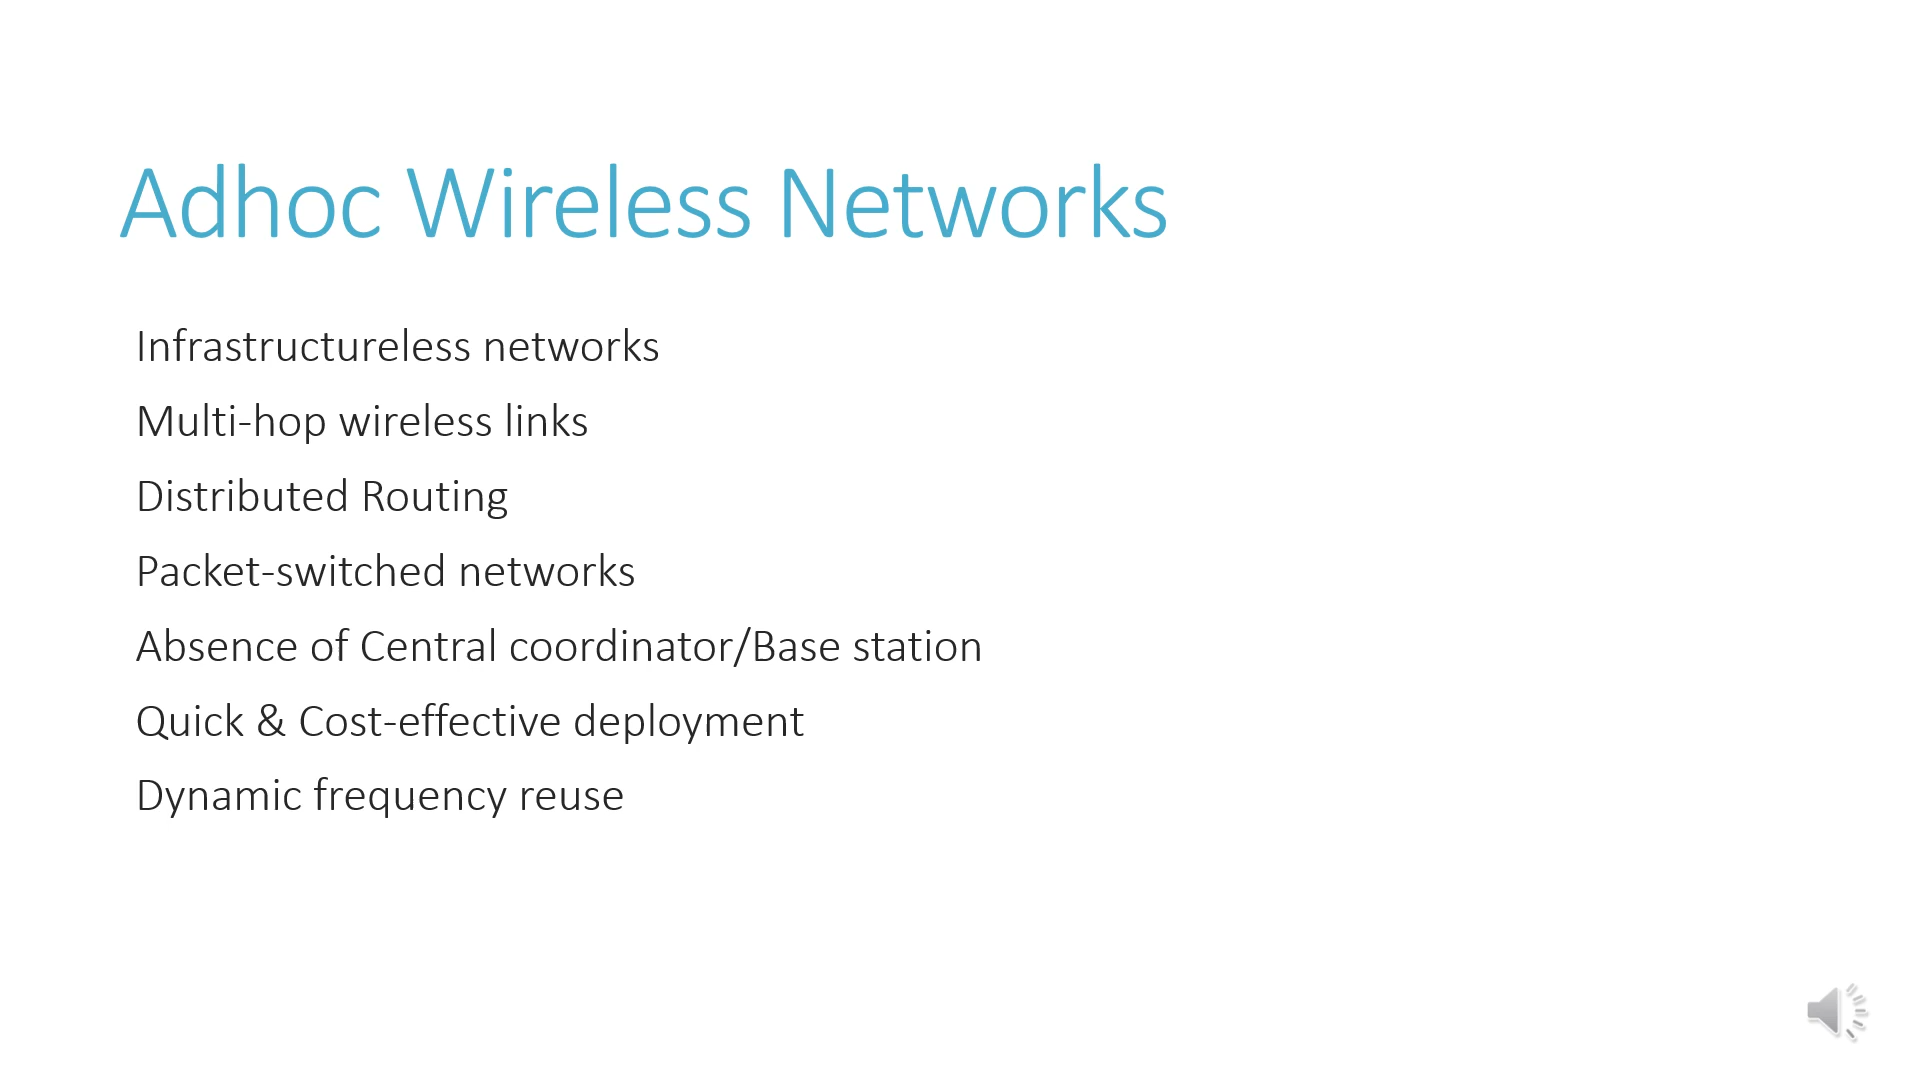 Adhoc Wireless Networks
Infrastructureless networks
Multi-hop wireless links
Distributed Routing
Packet-switched networks
Absence of Central coordinator/Base station
Quick & Cost-effective deployment
Dynamic frequency reuse